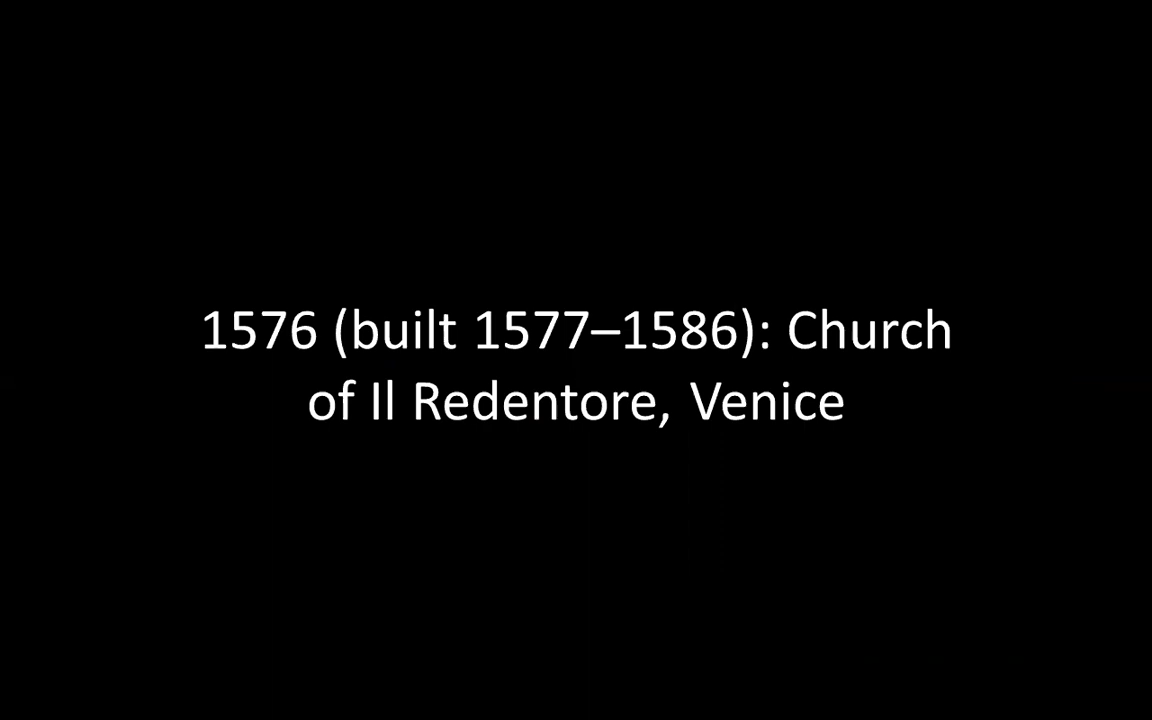 1576 (built 1577–1586): Church
of Il Redentore, Venice